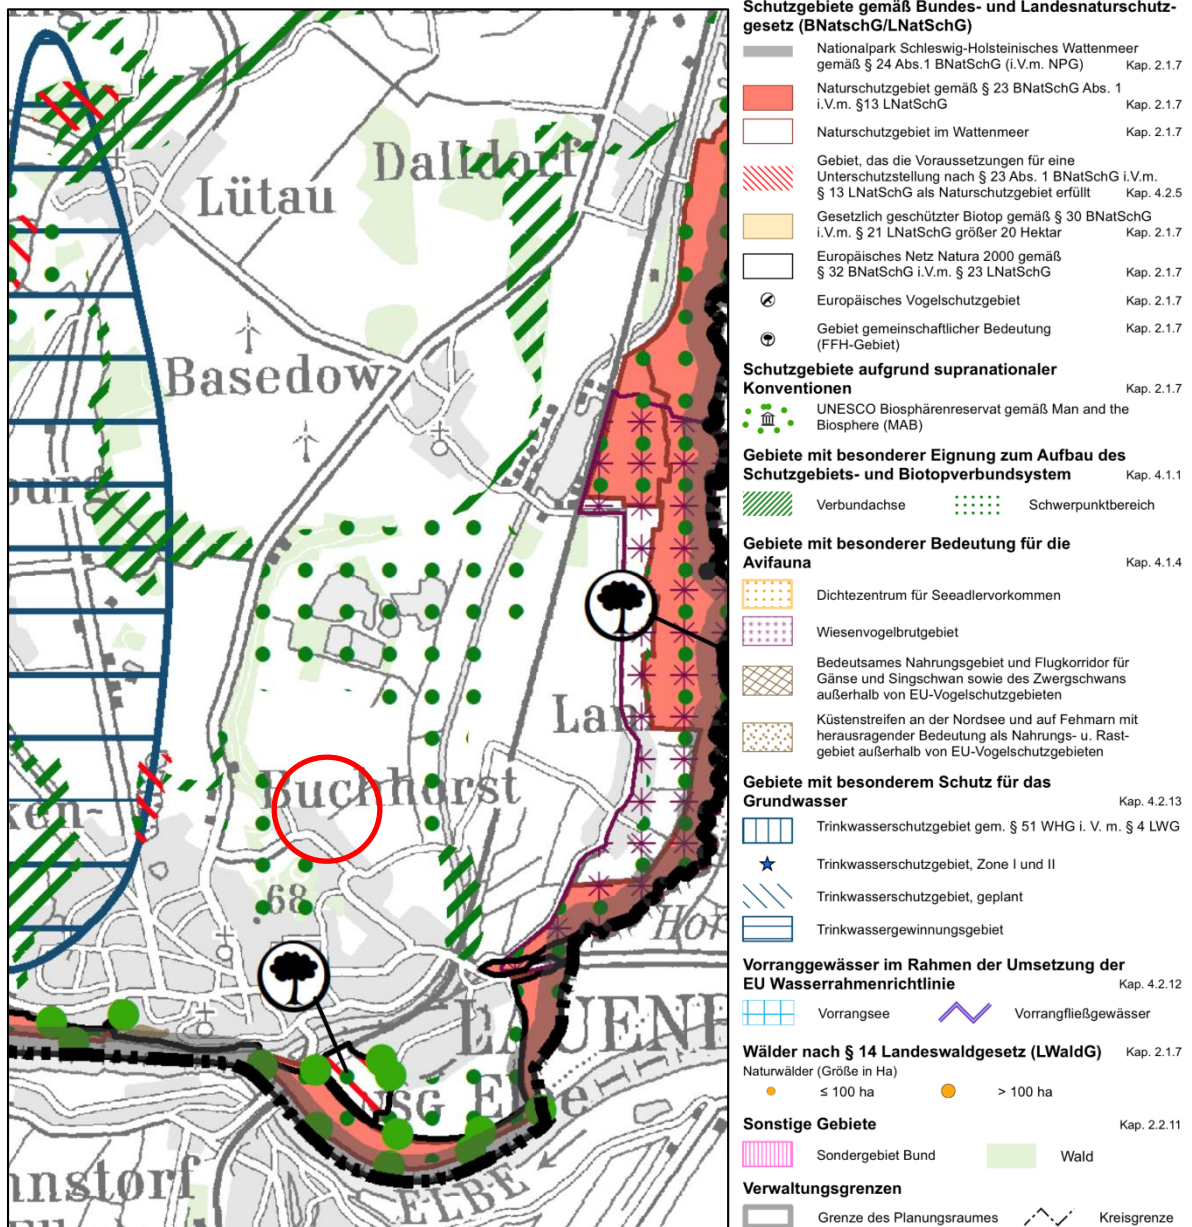 Lütau
Dalldorf
Basedow
burg
Lan
Buchhorst
ken-
68
Hor
LAUENB
NSG Elbe
nnstorf
ELBE
Schutzgebiete gemäß Bundes- und Landesnaturschutz-
gesetz (BNatschG/LNatSchG)
Nationalpark Schleswig-Holsteinisches Wattenmeer
gemäß § 24 Abs.1 BNatSchG (i.V.m. NPG) Kap. 2.1.7
Naturschutzgebiet gemäß § 23 BNatSchG Abs. 1
i.V.m. §13 LNatSchG Kap. 2.1.7
Naturschutzgebiet im Wattenmeer Kap. 2.1.7
Gebiet, das die Voraussetzungen für eine
Unterschutzstellung nach § 23 Abs. 1 BNatSchG i.V.m.
§ 13 LNatSchG als Naturschutzgebiet erfüllt Kap. 4.2.5
Gesetzlich geschützter Biotop gemäß § 30 BNatSchG
i.V.m. § 21 LNatSchG größer 20 Hektar Kap. 2.1.7
Europäisches Netz Natura 2000 gemäß
§ 32 BNatSchG i.V.m. § 23 LNatSchG Kap. 2.1.7
Europäisches Vogelschutzgebiet Kap. 2.1.7
Gebiet gemeinschaftlicher Bedeutung Kap. 2.1.7
(FFH-Gebiet)
Schutzgebiete aufgrund supranationaler
Konventionen Kap. 2.1.7
UNESCO Biosphärenreservat gemäß Man and the
Biosphere (MAB)
Gebiete mit besonderer Eignung zum Aufbau des
Schutzgebiets- und Biotopverbundsystem Kap. 4.1.1
Verbundachse Schwerpunktbereich
Gebiete mit besonderer Bedeutung für die
Avifauna Kap. 4.1.4
Dichtezentrum für Seeadlervorkommen
Wiesenvogelbrutgebiet
Bedeutsames Nahrungsgebiet und Flugkorridor für
Gänse und Singschwan sowie des Zwergschwans
außerhalb von EU-Vogelschutzgebieten
Küstenstreifen an der Nordsee und auf Fehmarn mit
herausragender Bedeutung als Nahrungs- u. Rast-
gebiet außerhalb von EU-Vogelschutzgebieten
Gebiete mit besonderem Schutz für das
Grundwasser Kap. 4.2.13
Trinkwasserschutzgebiet gem. § 51 WHG i. V. m. § 4 LWG
Trinkwasserschutzgebiet, Zone I und II
Trinkwasserschutzgebiet, geplant
Trinkwassergewinnungsgebiet
Vorranggewässer im Rahmen der Umsetzung der
EU Wasserrahmenrichtlinie Kap. 4.2.12
Vorrangsee Vorrangfließgewässer
Wälder nach § 14 Landeswaldgesetz (LWaldG) Kap. 2.1.7
Naturwälder (Größe in Ha)
≤ 100 ha > 100 ha
Sonstige Gebiete Kap. 2.2.11
Sondergebiet Bund Wald
Verwaltungsgrenzen
Grenze des Planungsraumes Kreisgrenze